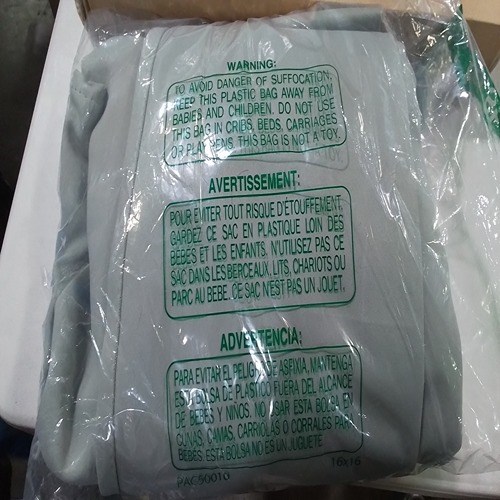 WARNING:
TO AVOID DANGER OF SUFFOCATION,
KEEP THIS PLASTIC BAG AWAY FROM
BABIES AND CHILDREN. DO NOT USE
THIS BAG IN CRIBS, BEDS, CARRIAGES
OR PLAY PENS. THIS BAG IS NOT A TOY.
AVERTISSEMENT:
POUR EVITER TOUT RISQUE D'ÉTOUFFEMENT,
GARDEZ CE SAC EN PLASTIQUE LOIN DES
BEBES ET LES ENFANTS. N'UTILISEZ PAS CE
SAC DANS LES BERCEAUX, LITS, CHARIOTS OU
PARC AU BEBE. CE SAC N'EST PAS UN JOUET.
ADVERTENCIA:
PARA EVITAR EL PELIGRO DE ASFIXIA, MANTENGA
ESTA BOLSA DE PLASTICO FUERA DEL ALCANCE
DE BEBES Y NIÑOS. NO USAR ESTA BOLSA EN
CUNAS, CAMAS, CARRIOLAS O CORRALES PARA
BEBES. ESTA BOLSA NO ES UN JUGUETE
16x16
PAC50010